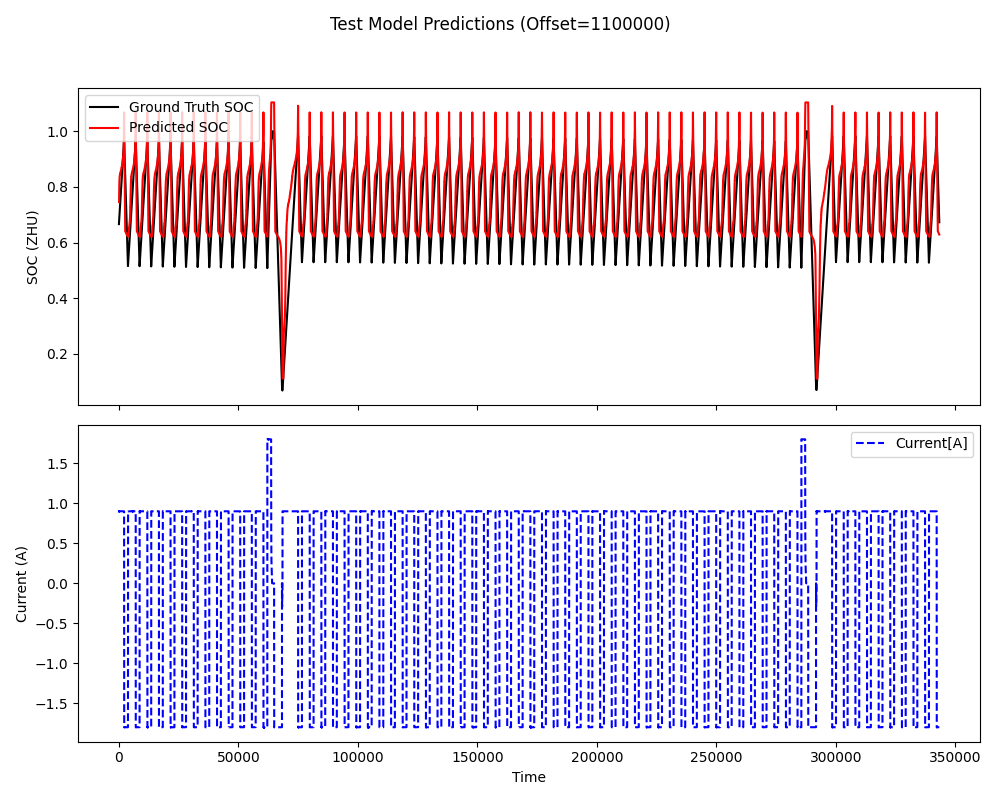 Test Model Predictions (Offset=1100000)
Ground Truth SOC
Predicted SOC
SOC (ZHU)
1.0
0.8
0.6
0.4
0.2
Current[A]
Current (A)
1.5
1.0
0.5
0.0
−0.5
−1.0
−1.5
0 50000 100000 150000 200000 250000 300000 350000
Time